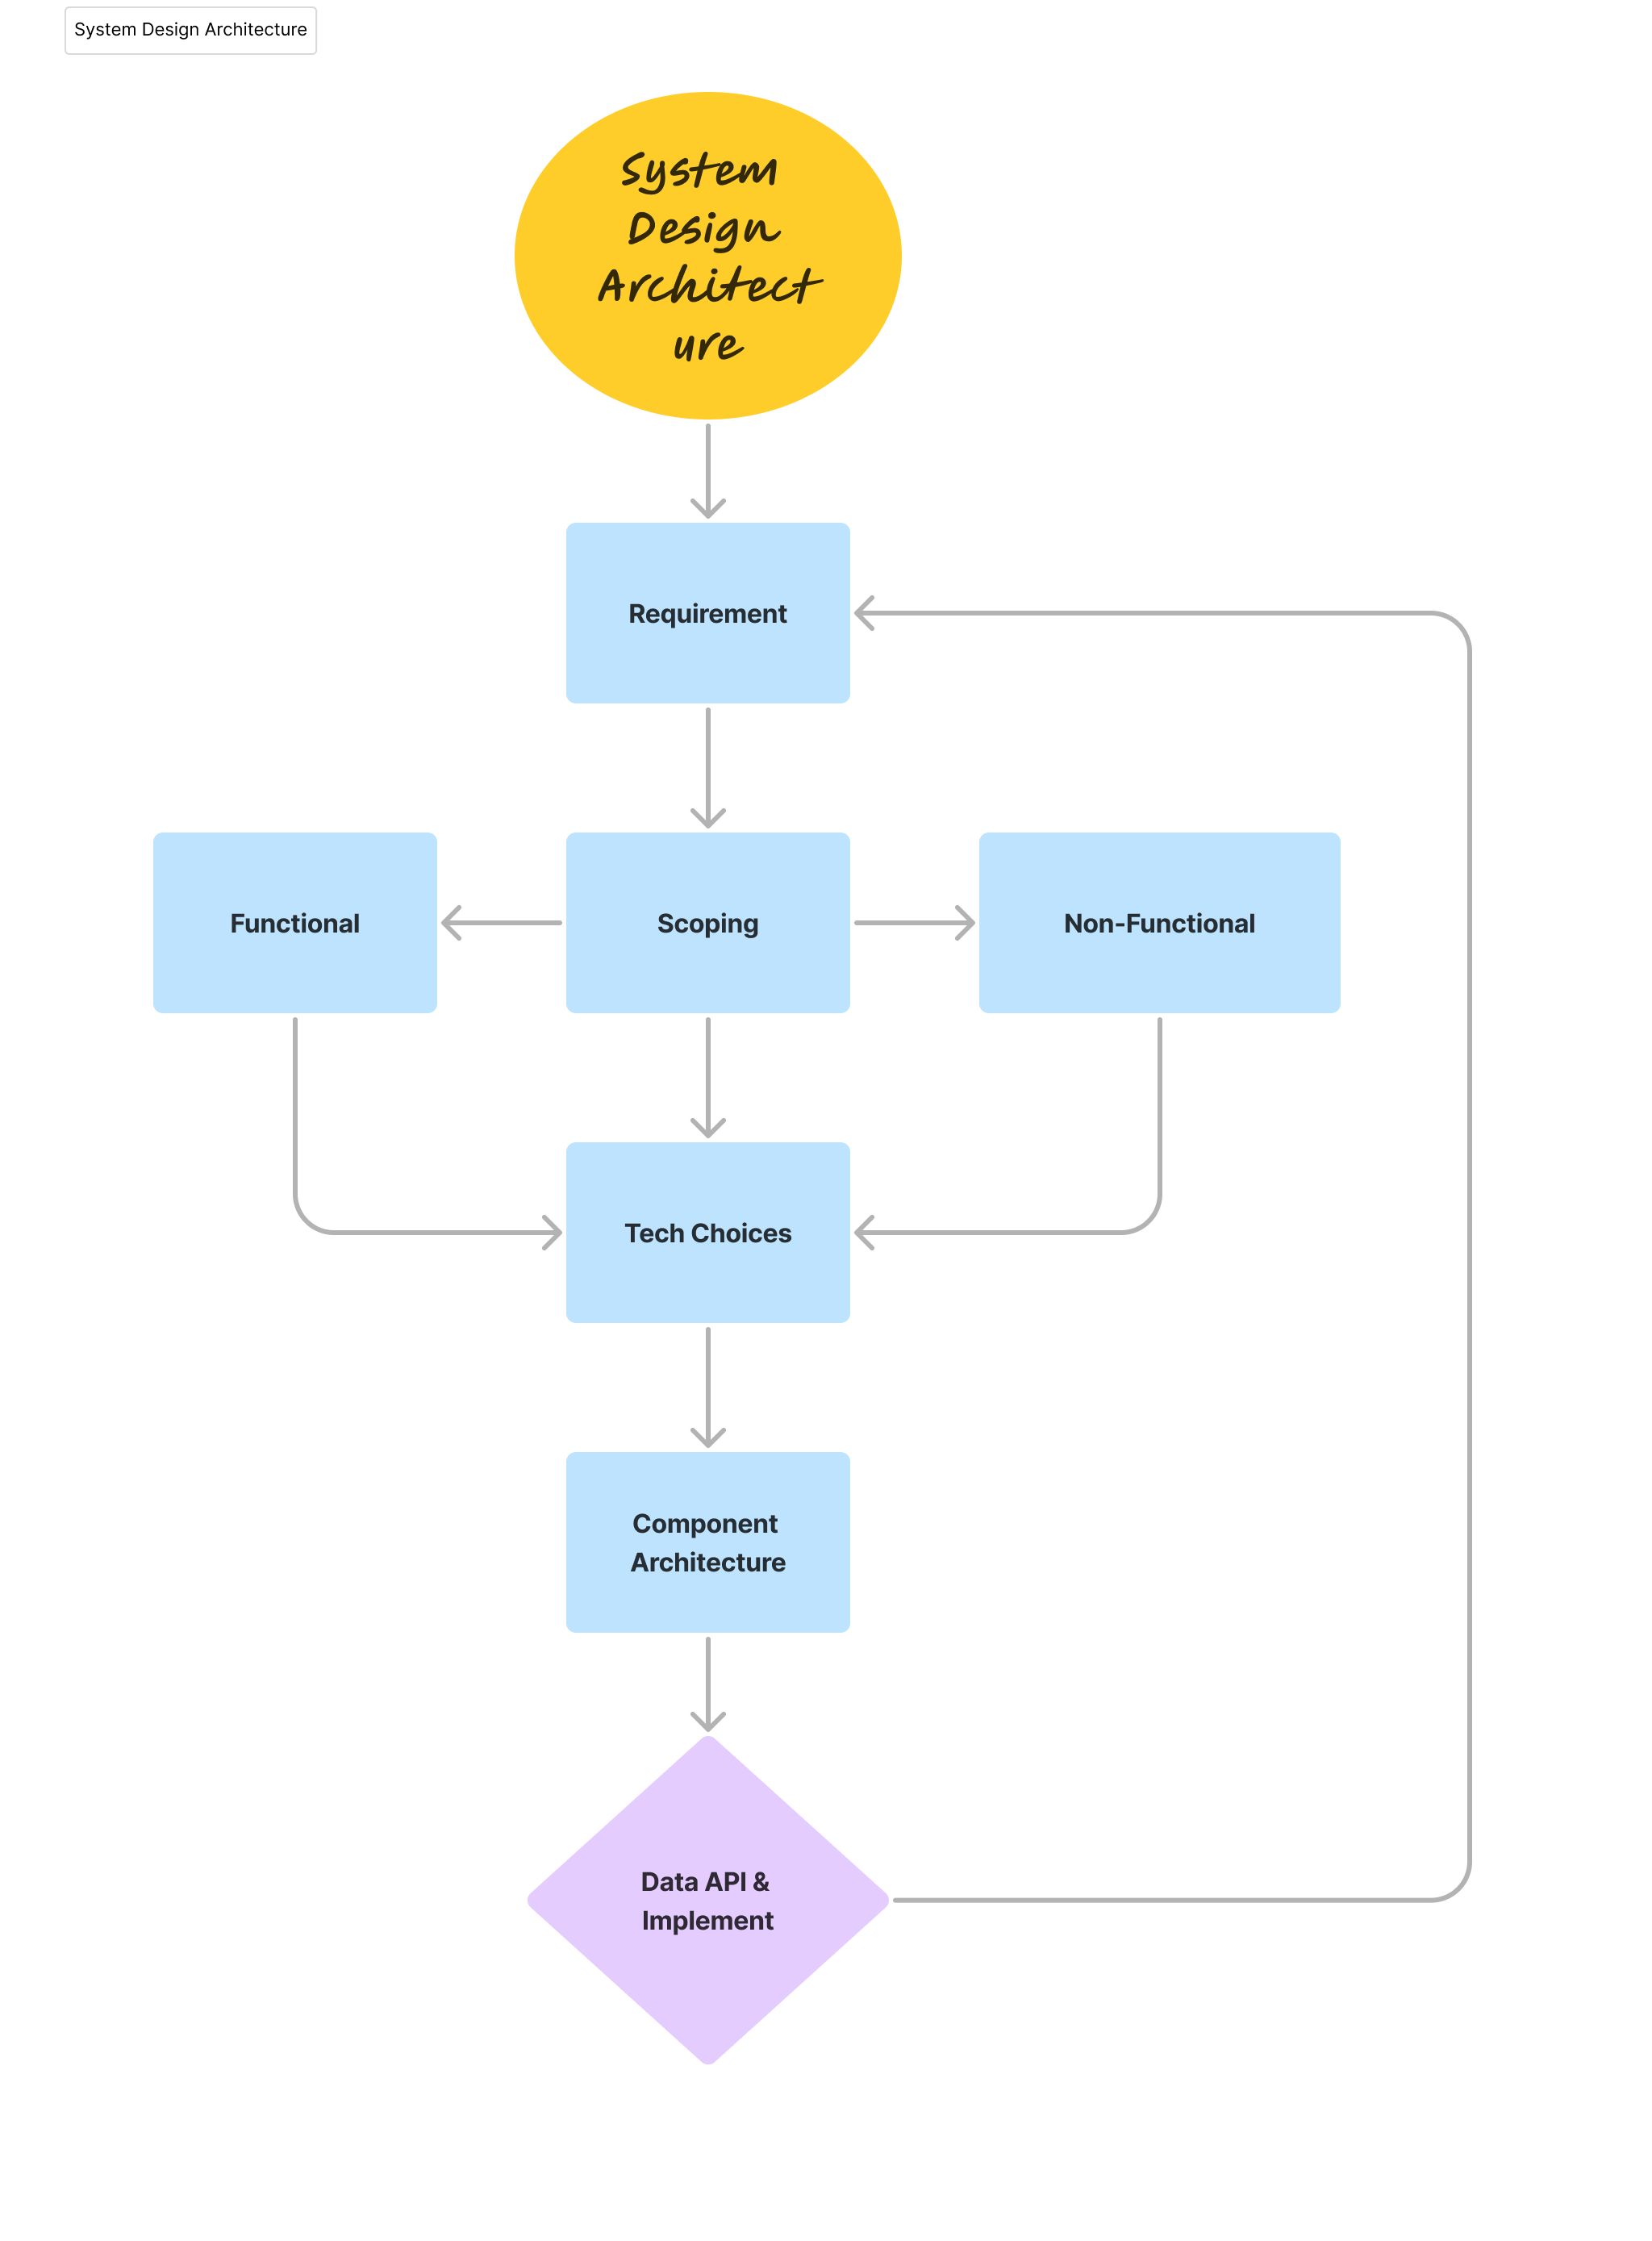 System Design Architecture
System
Design
Architect
ure
Requirement
Functional
Scoping
Non-Functional
Tech Choices
Component
Architecture
Data API &
Implement